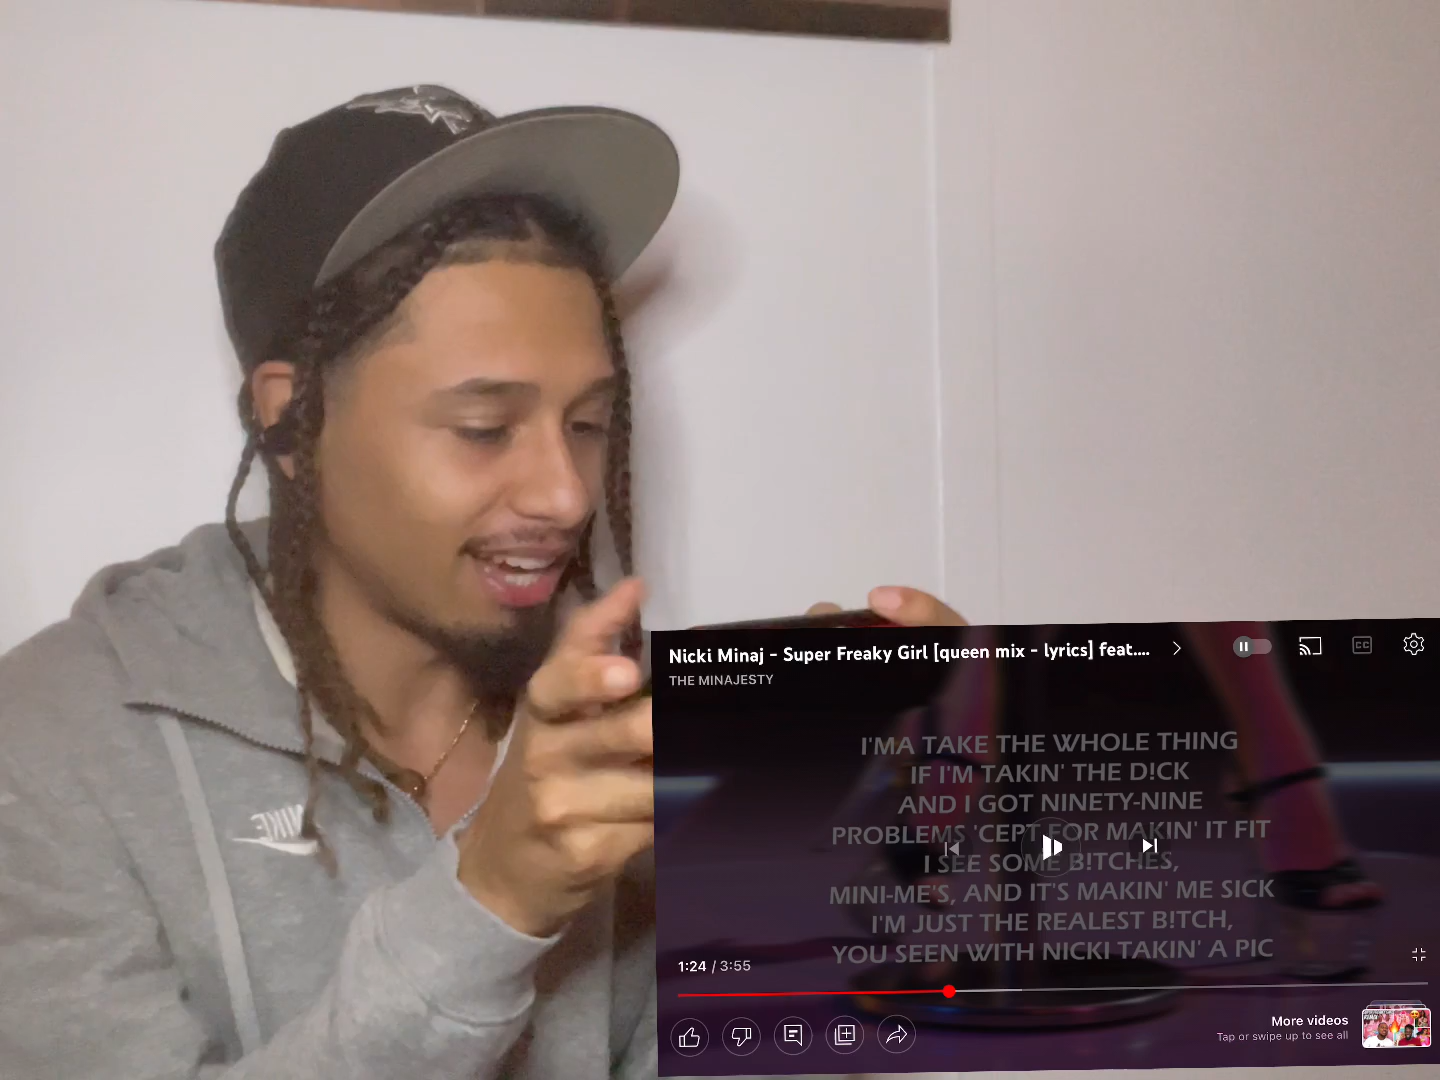 Nicki Minaj - Super Freaky Girl [queen mix - lyrics] feat....
THE MINAJESTY
CC
I'MA TAKE THE WHOLE THING
IF I'M TAKIN' THE D!CK
AND I GOT NINETY-NINE
PROBLEMS 'CEPT FOR MAKIN' IT FIT
I SEE SOME B!TCHES,
MINI-ME'S, AND IT'S MAKIN' ME SICK
I'M JUST THE REALEST B!TCH,
YOU SEEN WITH NICKI TAKIN' A PIC
1:24 / 3:55
More videos
Tap or swipe up to see all
NIKE